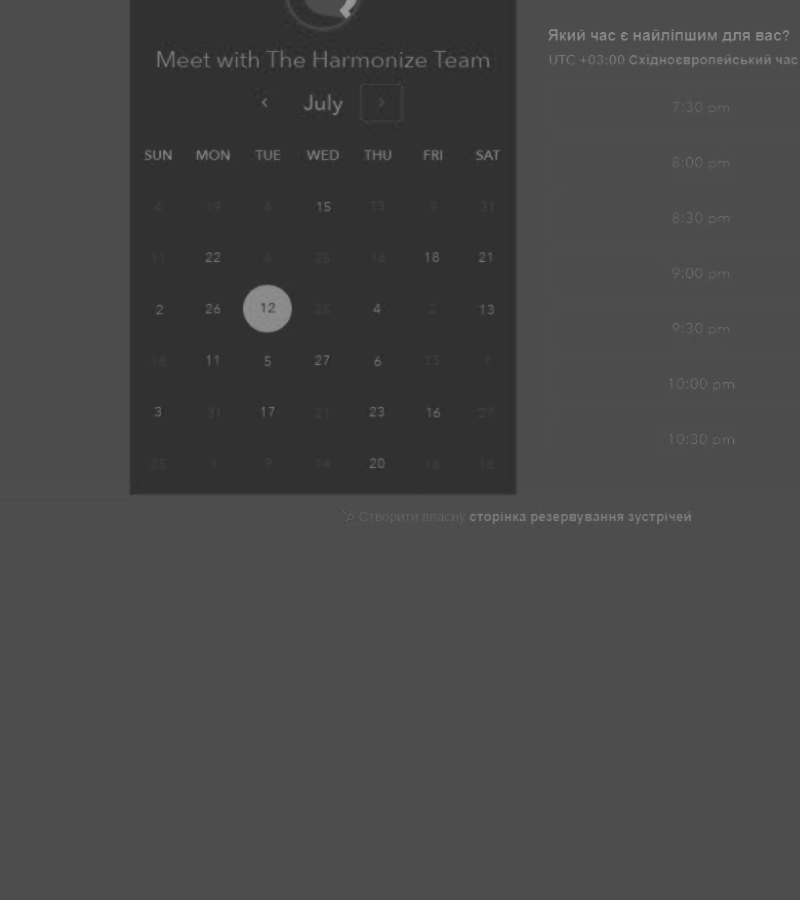 Meet with The Harmonize Team
July
SUN MON TUE WED THU FRI SAT
4 19 4 15 13 3 31
11 22 4 25 16 18 21
2 26 12 25 4 2 13
13 11 5 27 6 13 7
3 31 17 21 23 16 27
25 1 9 14 20 18 18
Який час є найліпшим для вас?
UTC +03:00 Східноєвропейський час
7:30 pm
8:00 pm
8:30 pm
9:00 pm
9:30 pm
10:00 pm
10:30 pm
Створити власну сторінка резервування зустрічей